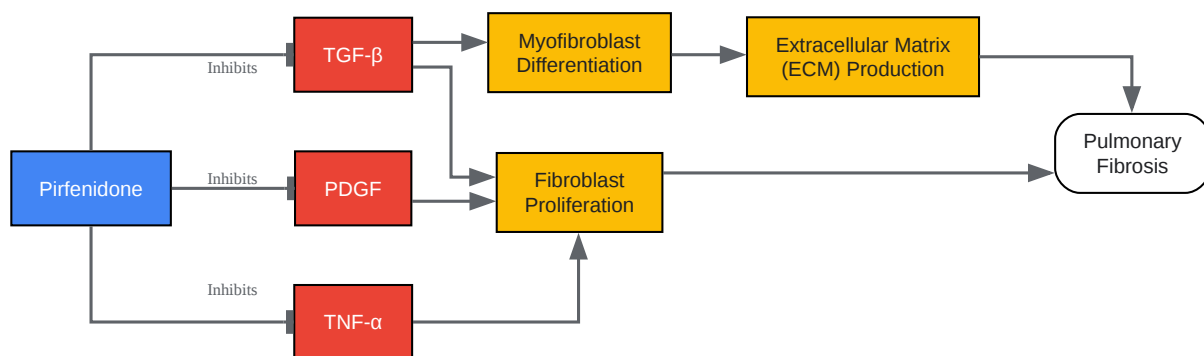 TGF-β
Myofibroblast
Differentiation
Extracellular Matrix
(ECM) Production
Inhibits
Pulmonary
Fibrosis
Pirfenidone
Inhibits
PDGF
Fibroblast
Proliferation
Inhibits
TNF-α